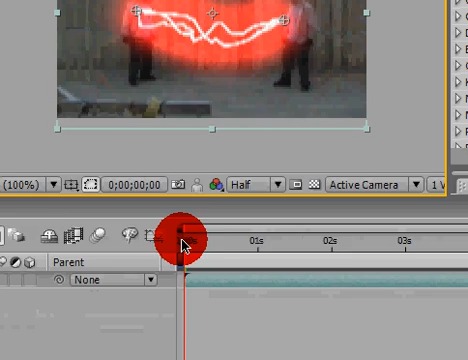 (100%) 0;00;00;00 Half Active Camera 1 V
01s 02s 03s
Parent
None